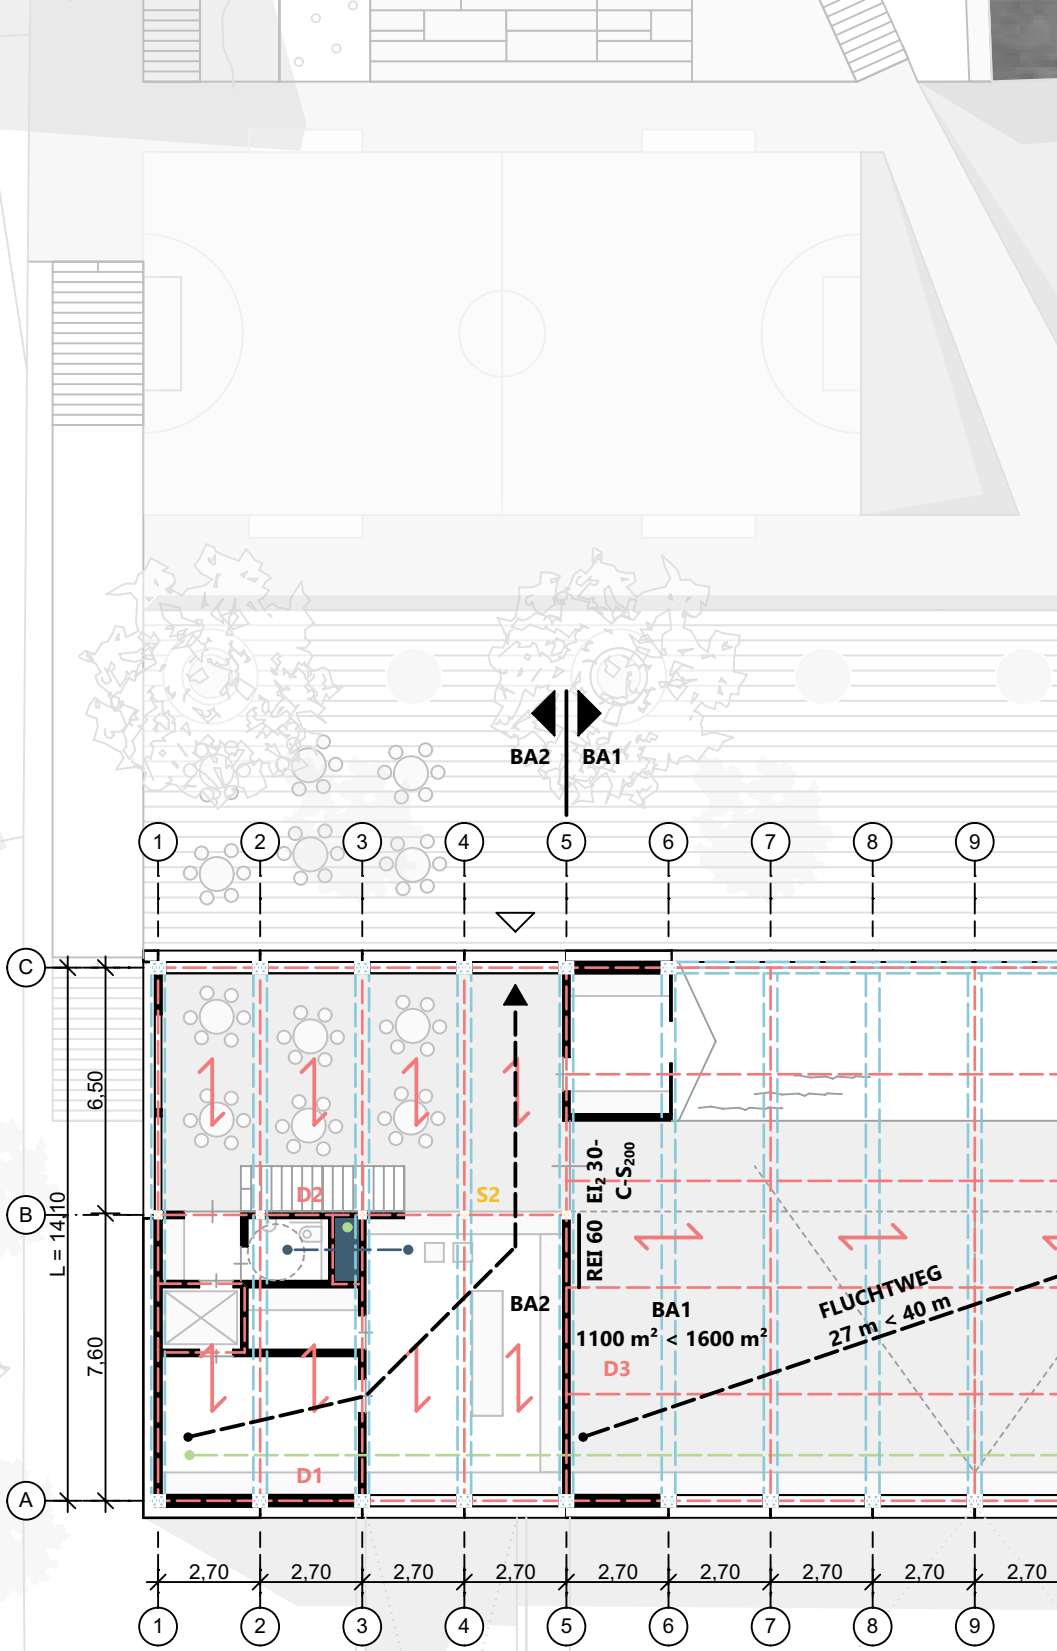 BA2 BA1
1 2 3 4 5 6 7 8 9
C
6,50
EI₂ 30-
C-S₂₀₀
D2
S2
B
L = 14,10
REI 60
BA2
BA1
1100 m² < 1600 m²
FLUCHTWEG
27 m < 40 m
7,60
D3
D1
A
2,70 2,70 2,70 2,70 2,70 2,70 2,70 2,70 2,70
1 2 3 4 5 6 7 8 9